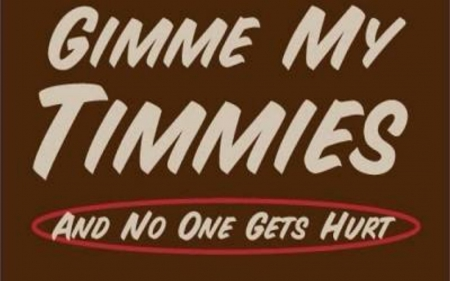 GIMME MY
TIMMIES
AND NO ONE GETS HURT